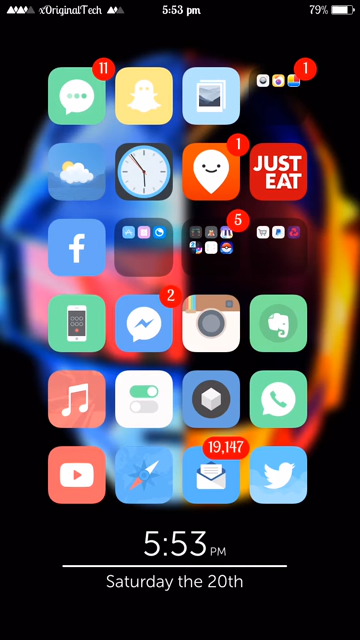 xOriginalTech 5:53 pm 79%
11
1
1
JUST
EAT
5
2
19,147
5:53 PM
Saturday the 20th